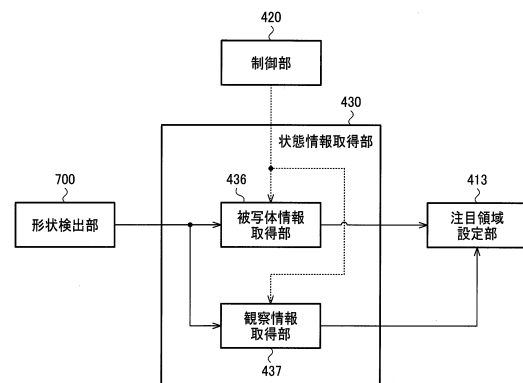 420
制御部
430
状態情報取得部
700
形状検出部
436
被写体情報
取得部
413
注目領域
設定部
観察情報
取得部
437